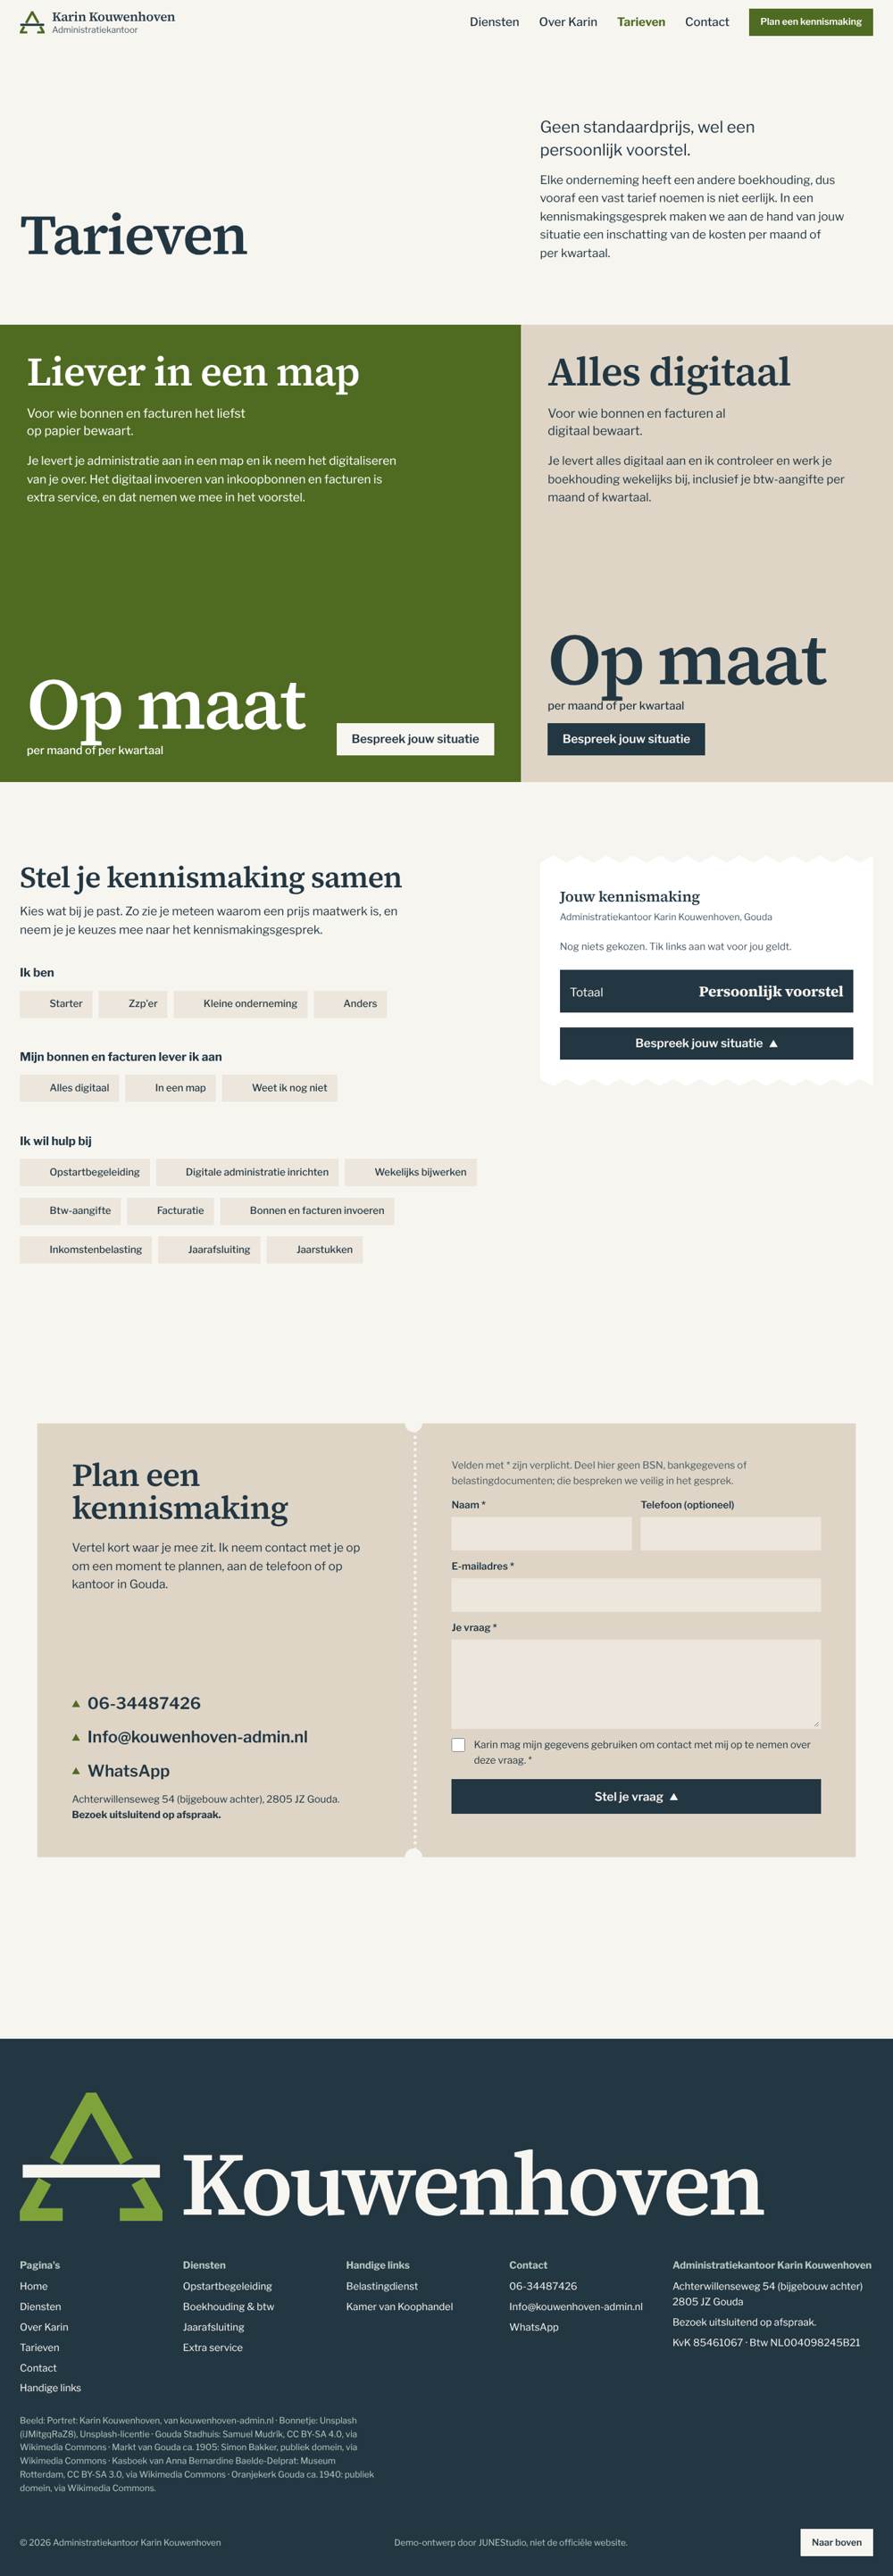 Karin Kouwenhoven
Administratiekantoor
Diensten
Over Karin
Tarieven
Contact
Plan een kennismaking
Tarieven
Geen standaardprijs, wel een
persoonlijk voorstel.
Elke onderneming heeft een andere boekhouding, dus
vooraf een vast tarief noemen is niet eerlijk. In een
kennismakingsgesprek maken we aan de hand van jouw
situatie een inschatting van de kosten per maand of
per kwartaal.
Liever in een map
Voor wie bonnen en facturen het liefst
op papier bewaart.
Je levert je administratie aan in een map en ik neem het digitaliseren
van je over. Het digitaal invoeren van inkoopbonnen en facturen is
extra service, en dat nemen we mee in het voorstel.
Op maat
per maand of per kwartaal
Bespreek jouw situatie
Alles digitaal
Voor wie bonnen en facturen al
digitaal bewaart.
Je levert alles digitaal aan en ik controleer en werk je
boekhouding wekelijks bij, inclusief je btw-aangifte per
maand of kwartaal.
Op maat
per maand of per kwartaal
Bespreek jouw situatie
Stel je kennismaking samen
Kies wat bij je past. Zo zie je meteen waarom een prijs maatwerk is, en
neem je je keuzes mee naar het kennismakingsgesprek.
Ik ben
Starter
Zzp'er
Kleine onderneming
Anders
Mijn bonnen en facturen lever ik aan
Alles digitaal
In een map
Weet ik nog niet
Ik wil hulp bij
Opstartbegeleiding
Digitale administratie inrichten
Wekelijks bijwerken
Btw-aangifte
Facturatie
Bonnen en facturen invoeren
Inkomstenbelasting
Jaarafsluiting
Jaarstukken
Jouw kennismaking
Administratiekantoor Karin Kouwenhoven, Gouda
Nog niets gekozen. Tik links aan wat voor jou geldt.
Totaal
Persoonlijk voorstel
Bespreek jouw situatie ▲
Plan een
kennismaking
Vertel kort waar je mee zit. Ik neem contact met je op
om een moment te plannen, aan de telefoon of op
kantoor in Gouda.
06-34487426
Info@kouwenhoven-admin.nl
WhatsApp
Achterwillenseweg 54 (bijgebouw achter), 2805 JZ Gouda.
Bezoek uitsluitend op afspraak.
Velden met * zijn verplicht. Deel hier geen BSN, bankgegevens of
belastingdocumenten; die bespreken we veilig in het gesprek.
Naam *
Telefoon (optioneel)
E-mailadres *
Je vraag *
Karin mag mijn gegevens gebruiken om contact met mij op te nemen over
deze vraag. *
Stel je vraag ▲
Kouwenhoven
Pagina's
Home
Diensten
Over Karin
Tarieven
Contact
Handige links
Diensten
Opstartbegeleiding
Boekhouding & btw
Jaarafsluiting
Extra service
Handige links
Belastingdienst
Kamer van Koophandel
Contact
06-34487426
Info@kouwenhoven-admin.nl
WhatsApp
Administratiekantoor Karin Kouwenhoven
Achterwillenseweg 54 (bijgebouw achter)
2805 JZ Gouda
Bezoek uitsluitend op afspraak.
KvK 85461067 · Btw NL004098245B21
Beeld: Portret: Karin Kouwenhoven, van kouwenhoven-admin.nl · Bonnetje: Unsplash
(iJMitgqRaZ8), Unsplash-licentie · Gouda Stadhuis: Samuel Mudrík, CC BY-SA 4.0, via
Wikimedia Commons · Markt van Gouda ca. 1905: Simon Bakker, publiek domein, via
Wikimedia Commons · Kasboek van Anna Bernardine Baelde-Delprat: Museum
Rotterdam, CC BY-SA 3.0, via Wikimedia Commons · Oranjekerk Gouda ca. 1940: publiek
domein, via Wikimedia Commons.
© 2026 Administratiekantoor Karin Kouwenhoven
Demo-ontwerp door JUNEStudio, niet de officiële website.
Naar boven